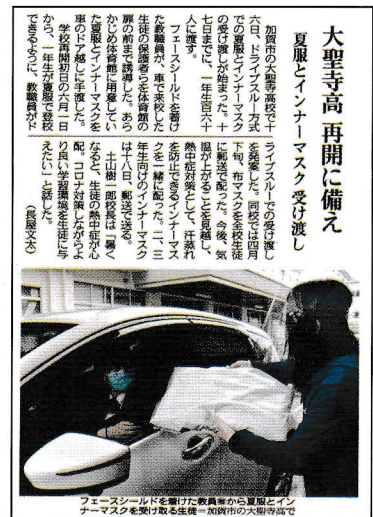 大聖寺高 再開に備え
夏服とインナーマスク 受け渡し
加賀市の大聖寺高校で十
六日、ドライブスルー方式
での夏服とインナーマスク
の受け渡しが始まった。十
七日までに、一年生百六十
人に渡す。
フェースシールドを着け
た教職員が、車で来校した
生徒の保護者らを体育館の
扉の前まで誘導した。あら
かじめ体育館に用意してい
た夏服とインナーマスクを
車のドア越しに手渡した。
学校再開初日の六月一日
から、一年生が夏服で登校
できるように、教職員がド
ライブスルーでの受け渡し
を発案した。同校では四月
下旬、布マスクを全校生徒
に郵送で配った。今後、気
温が上がることを見越し、
熱中症対策として、汗蒸れ
を防止できるインナーマス
クを一緒に配った。二、三
年生向けのインナーマスク
は十八日、郵送で送る。
土山樹一郎校長は「暑く
なると、生徒の熱中症が心
配。コロナ対策しながらよ
り良い学習環境を生徒に与
えたい」と話した。
（長屋文太）
フェースシールドを着けた教員㊨から夏服とイン
ナーマスクを受け取る生徒＝加賀市の大聖寺高で